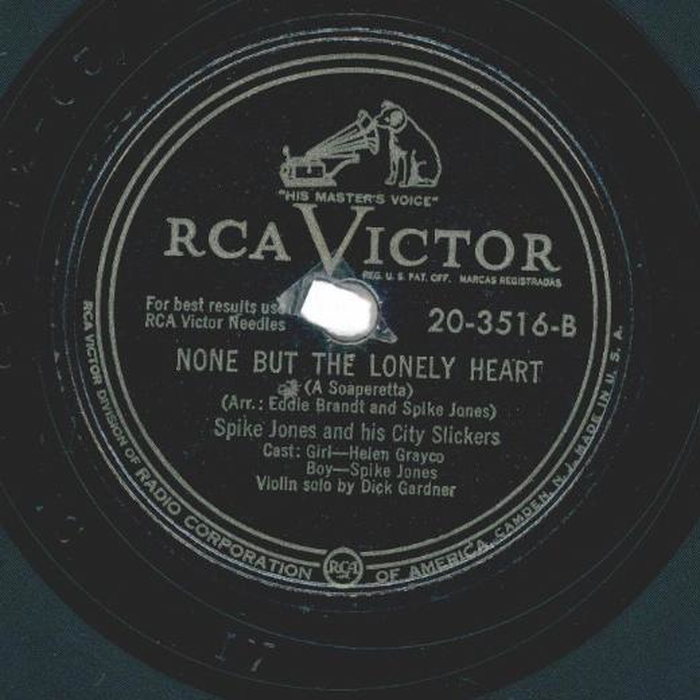 "HIS MASTER'S VOICE"
RCA VICTOR
REG. U. S. PAT. OFF. MARCAS REGISTRADAS
For best results use
RCA Victor Needles
20-3516-B
NONE BUT THE LONELY HEART
(A Soaperetta)
(Arr.: Eddie Brandt and Spike Jones)
Spike Jones and his City Slickers
Cast: Girl—Helen Grayco
Boy—Spike Jones
Violin solo by Dick Gardner
RCA VICTOR DIVISION OF RADIO CORPORATION OF AMERICA, CAMDEN, N. J. MADE IN U. S. A.
RCA
17